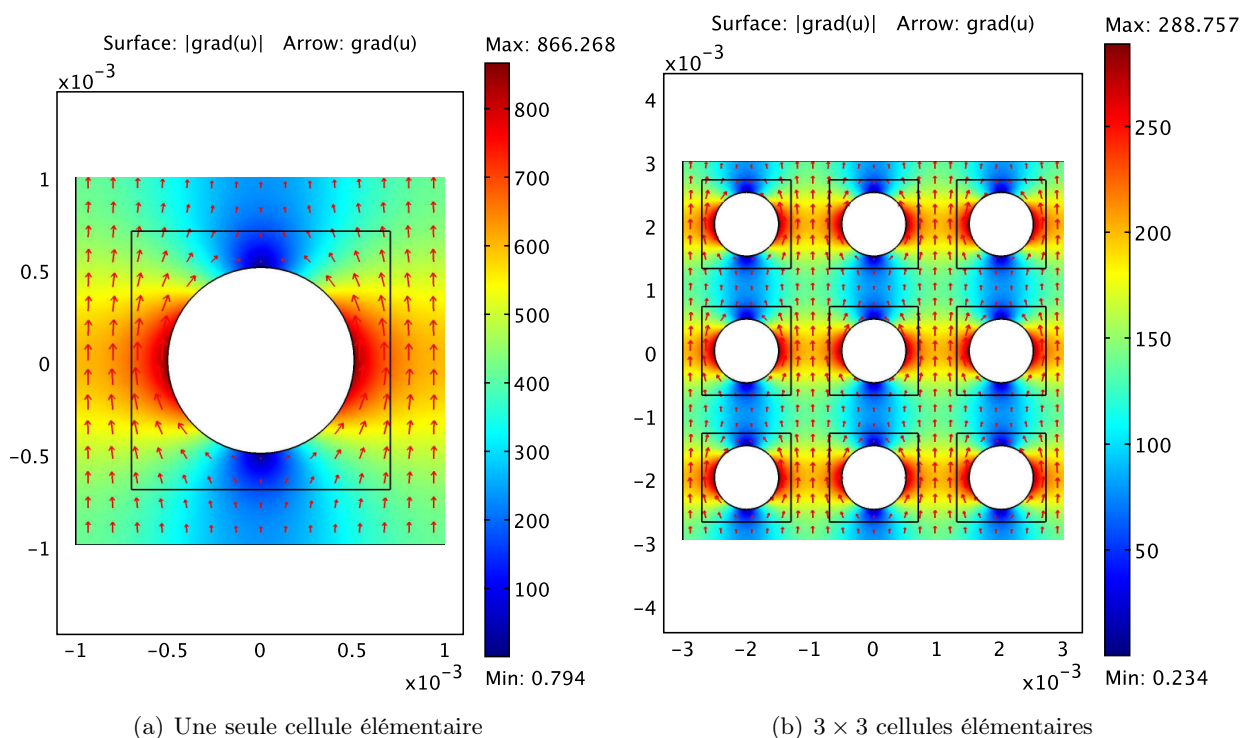 Surface: |grad(u)| Arrow: grad(u)
Max: 866.268
x10⁻³
1
0.5
0
−0.5
−1
−1 −0.5 0 0.5 1
x10⁻³
800
700
600
500
400
300
200
100
Min: 0.794
(a) Une seule cellule élémentaire
Surface: |grad(u)| Arrow: grad(u)
Max: 288.757
x10⁻³
4
3
2
1
0
−1
−2
−3
−4
−3 −2 −1 0 1 2 3
x10⁻³
250
200
150
100
50
Min: 0.234
(b) 3 × 3 cellules élémentaires